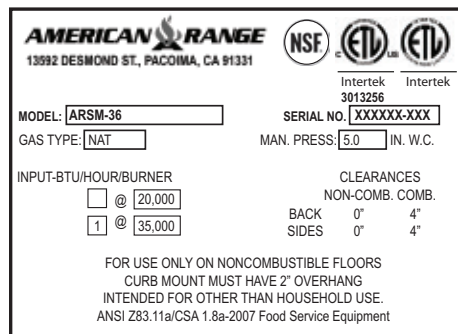 AMERICAN RANGE
13592 DESMOND ST., PACOIMA, CA 91331
NSF. C ETL US ETL
Intertek Intertek
3013256
MODEL: ARSM-36 SERIAL NO. XXXXXX-XXX
GAS TYPE: NAT MAN. PRESS: 5.0 IN. W.C.
INPUT-BTU/HOUR/BURNER CLEARANCES
NON-COMB. COMB.
@ 20,000 BACK 0" 4"
1 @ 35,000 SIDES 0" 4"
FOR USE ONLY ON NONCOMBUSTIBLE FLOORS
CURB MOUNT MUST HAVE 2" OVERHANG
INTENDED FOR OTHER THAN HOUSEHOLD USE.
ANSI Z83.11a/CSA 1.8a-2007 Food Service Equipment